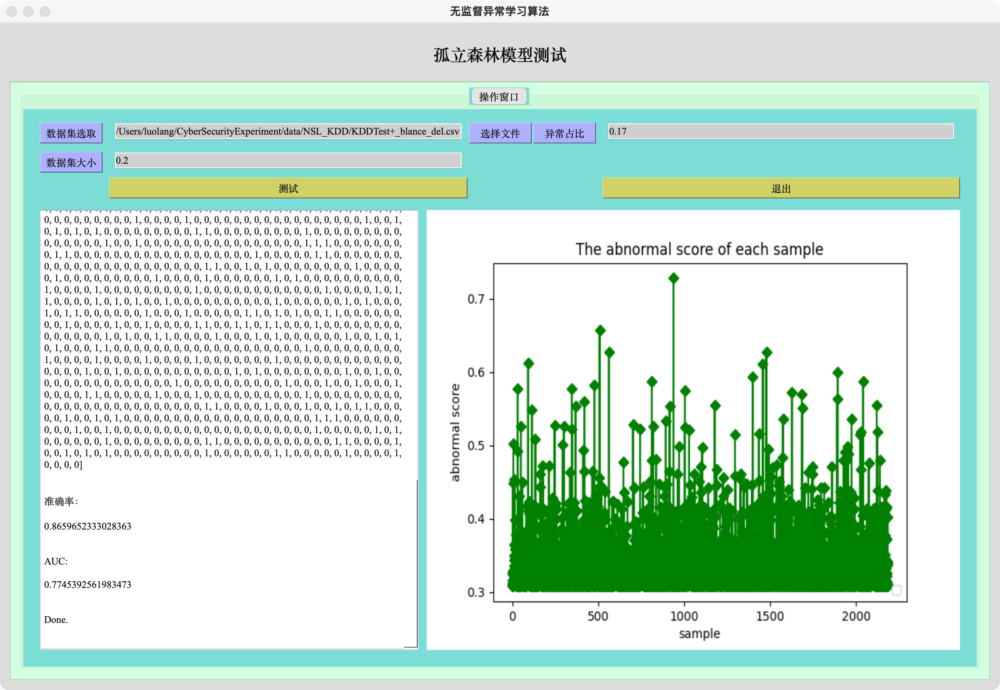 无监督异常学习算法
孤立森林模型测试
操作窗口
数据集选取
/Users/luolang/CyberSecurityExperiment/data/NSL_KDD/KDDTest+_blance_del.csv
选择文件
异常占比
0.17
数据集大小
0.2
测试
退出
0, 0, 0, 0, 0, 0, 0, 0, 0, 1, 0, 0, 0, 0, 1, 0, 0, 0, 0, 0, 0, 0, 0, 0, 0, 0, 0, 0, 0, 0, 0, 0, 1, 0, 0, 1,
0, 1, 0, 1, 0, 1, 0, 0, 0, 0, 0, 0, 0, 0, 0, 1, 1, 0, 0, 0, 0, 0, 0, 0, 0, 0, 1, 0, 0, 0, 0, 0, 0, 0, 0, 0,
0, 0, 0, 0, 0, 0, 1, 0, 0, 1, 0, 0, 0, 0, 0, 0, 0, 0, 0, 0, 0, 0, 0, 0, 0, 0, 1, 1, 1, 0, 0, 0, 0, 0, 0, 0,
0, 1, 1, 0, 0, 0, 0, 0, 0, 0, 0, 0, 0, 0, 0, 0, 0, 0, 0, 0, 0, 1, 0, 0, 0, 0, 0, 1, 1, 0, 0, 0, 0, 0, 0, 0,
0, 0, 0, 0, 0, 0, 0, 0, 0, 0, 0, 0, 0, 0, 0, 0, 1, 1, 0, 0, 1, 0, 1, 0, 0, 0, 0, 0, 0, 0, 0, 1, 0, 0, 0, 0,
0, 1, 0, 0, 0, 0, 0, 0, 0, 0, 0, 1, 0, 0, 0, 0, 1, 0, 0, 0, 0, 0, 0, 1, 0, 1, 0, 0, 0, 0, 0, 0, 0, 0, 0, 0,
1, 0, 0, 0, 0, 1, 0, 0, 0, 0, 0, 0, 0, 0, 0, 1, 0, 0, 0, 0, 0, 0, 0, 0, 0, 0, 0, 0, 1, 0, 0, 0, 0, 1, 0, 1,
1, 0, 0, 0, 0, 1, 0, 1, 0, 1, 0, 0, 1, 0, 0, 0, 0, 0, 0, 0, 0, 0, 0, 1, 0, 0, 0, 0, 0, 0, 1, 0, 1, 0, 0, 0,
1, 0, 1, 1, 0, 0, 0, 0, 0, 0, 1, 0, 0, 0, 1, 0, 0, 0, 0, 0, 1, 1, 0, 1, 0, 1, 0, 0, 1, 1, 0, 0, 0, 0, 0, 0,
0, 0, 1, 0, 0, 0, 0, 1, 0, 0, 1, 0, 0, 0, 0, 1, 1, 0, 0, 1, 1, 0, 1, 1, 0, 0, 0, 1, 0, 0, 0, 0, 0, 0, 0, 0,
0, 0, 0, 0, 0, 0, 1, 0, 1, 0, 0, 1, 1, 0, 0, 0, 0, 1, 0, 0, 0, 1, 0, 1, 0, 0, 0, 0, 0, 0, 1, 0, 0, 1, 0, 1,
0, 1, 0, 0, 0, 1, 1, 0, 0, 0, 0, 0, 0, 0, 0, 0, 0, 0, 0, 0, 0, 0, 0, 0, 0, 0, 1, 0, 0, 0, 0, 0, 0, 0, 0, 0,
1, 0, 0, 0, 0, 1, 0, 0, 0, 0, 1, 0, 0, 0, 0, 1, 0, 0, 0, 0, 0, 0, 0, 1, 0, 0, 0, 0, 0, 0, 0, 0, 0, 0, 0, 0,
0, 0, 0, 0, 1, 0, 0, 1, 0, 0, 0, 0, 0, 0, 0, 0, 0, 0, 0, 1, 0, 1, 0, 0, 0, 0, 0, 0, 0, 0, 1, 0, 0, 1, 0, 0,
0, 0, 0, 0, 0, 0, 0, 0, 0, 0, 0, 0, 0, 1, 0, 0, 0, 0, 0, 0, 0, 0, 0, 0, 1, 0, 0, 0, 1, 0, 0, 1, 0, 0, 0, 1,
0, 0, 0, 0, 1, 1, 0, 0, 0, 0, 0, 1, 0, 0, 0, 1, 0, 0, 0, 0, 0, 0, 0, 0, 0, 0, 1, 0, 0, 0, 0, 0, 0, 0, 0, 0,
0, 0, 0, 0, 0, 0, 0, 0, 0, 0, 0, 0, 0, 0, 0, 0, 1, 1, 0, 0, 0, 0, 1, 0, 0, 0, 1, 0, 0, 1, 0, 1, 1, 0, 0, 0,
0, 0, 1, 0, 0, 1, 0, 1, 0, 0, 0, 0, 0, 0, 0, 0, 0, 0, 0, 0, 0, 0, 0, 0, 0, 0, 0, 1, 1, 1, 0, 0, 0, 0, 0, 0,
0, 0, 0, 1, 0, 0, 1, 0, 0, 0, 0, 0, 0, 0, 0, 0, 0, 0, 0, 0, 0, 0, 0, 0, 0, 0, 0, 1, 0, 0, 0, 0, 0, 1, 0, 1,
0, 0, 0, 0, 0, 0, 1, 0, 0, 0, 0, 0, 0, 0, 0, 0, 1, 1, 0, 0, 0, 0, 0, 0, 0, 0, 0, 0, 0, 1, 1, 0, 0, 0, 0, 1,
0, 0, 1, 0, 1, 0, 1, 0, 0, 0, 0, 0, 0, 0, 0, 0, 1, 0, 0, 0, 0, 0, 0, 1, 1, 0, 0, 0, 0, 0, 1, 0, 0, 0, 0, 1,
0, 0, 0, 0]
准确率：
0.8659652333028363
AUC:
0.7745392561983473
Done.
The abnormal score of each sample
abnormal score
0.7
0.6
0.5
0.4
0.3
0 500 1000 1500 2000
sample